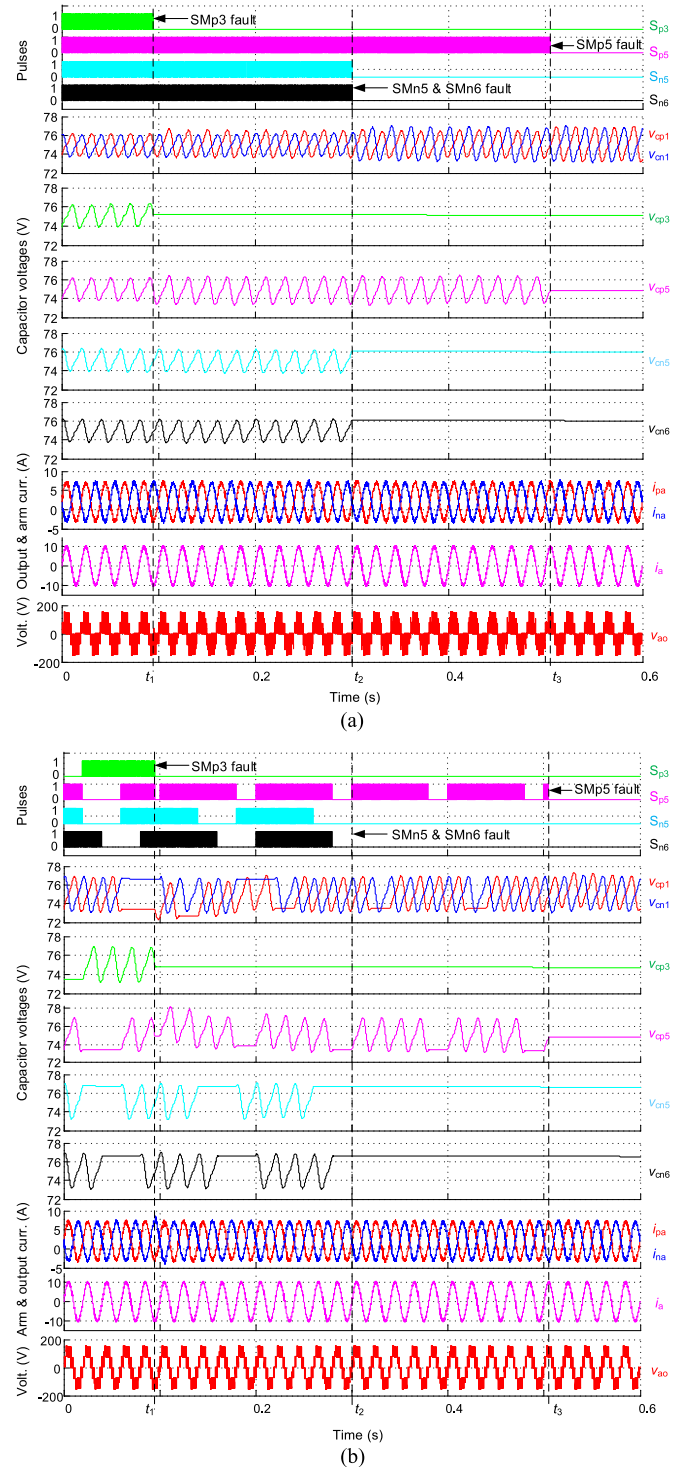 1
0
SMp3 fault
Sp3
1
0
SMp5 fault
Sp5
1
0
Sn5
1
0
SMn5 & SMn6 fault
Sn6
Pulses
78
76
74
72
vcp1
vcn1
76
74
72
vcp3
78
76
74
72
vcp5
78
76
74
72
vcn5
78
76
74
72
vcn6
Capacitor voltages (V)
10
5
0
-5
ipa
ina
10
0
-10
ia
Output & arm curr. (A)
200
0
-200
vao
Volt. (V)
0 t1 0.2 t2 0.4 t3 0.6
Time (s)
(a)
1
0
SMp3 fault
Sp3
1
0
SMp5 fault
Sp5
1
0
Sn5
1
0
SMn5 & SMn6 fault
Sn6
Pulses
78
76
74
72
vcp1
vcn1
78
76
74
72
vcp3
78
76
74
72
vcp5
78
76
74
72
vcn5
78
76
74
72
vcn6
Capacitor voltages (V)
10
5
0
-5
ipa
ina
10
0
-10
ia
Arm & output curr. (A)
200
0
-200
vao
Volt. (V)
0 t1 0.2 t2 0.4 t3 0.6
Time (s)
(b)